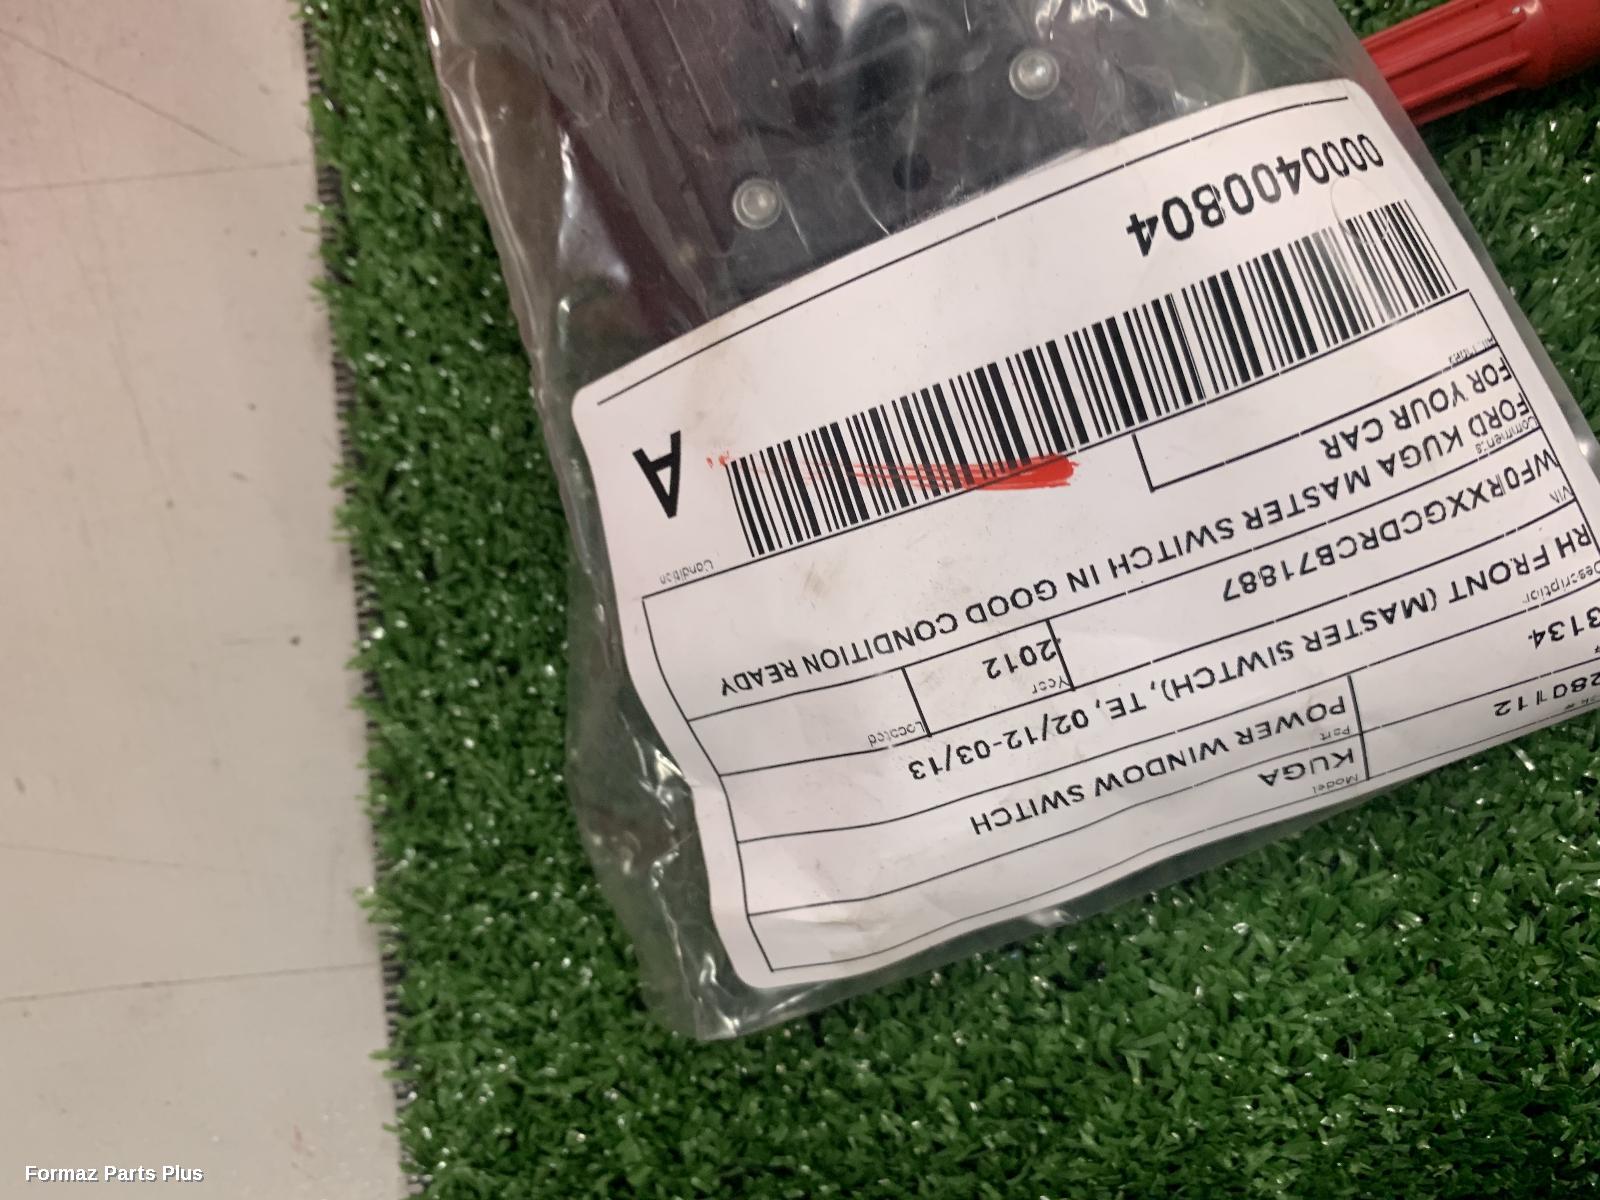 280112
Model
KUGA
3134
Part
POWER WINDOW SWITCH
Description
RH FRONT (MASTER SIWTCH), TE, 02/12-03/13
VIN
WF0RXXGCDRCB71887
Year
2012
Located
Comments
FORD KUGA MASTER SWITCH IN GOOD CONDITION READY
FOR YOUR CAR
Condition
A
0000400804
Formaz Parts Plus